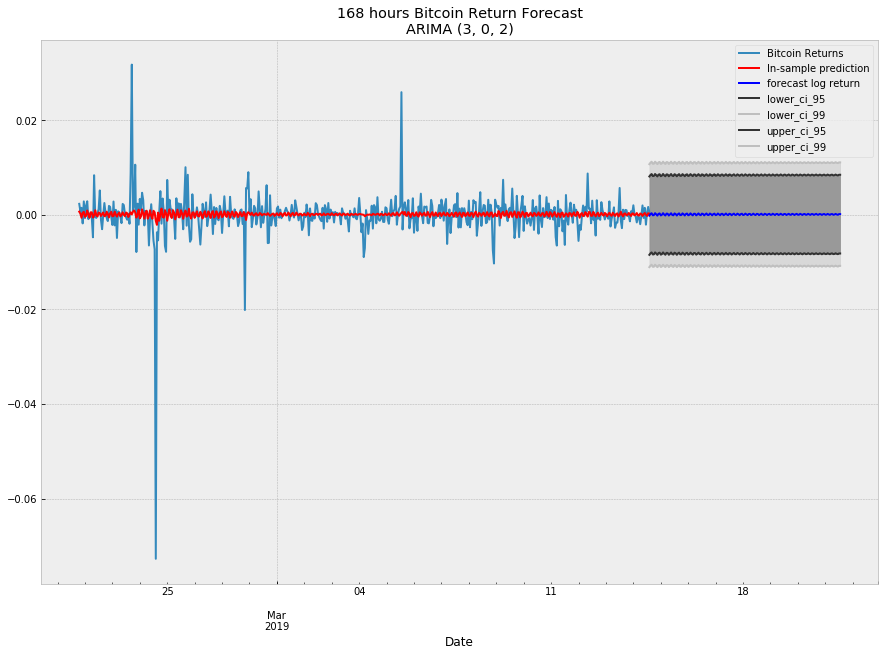 168 hours Bitcoin Return Forecast
ARIMA (3, 0, 2)
Bitcoin Returns
In-sample prediction
forecast log return
lower_ci_95
lower_ci_99
upper_ci_95
upper_ci_99
0.02
0.00
−0.02
−0.04
−0.06
25
04
11
18
Mar
2019
Date